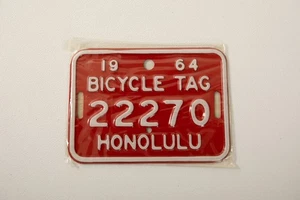 19 64
BICYCLE TAG
22270
HONOLULU